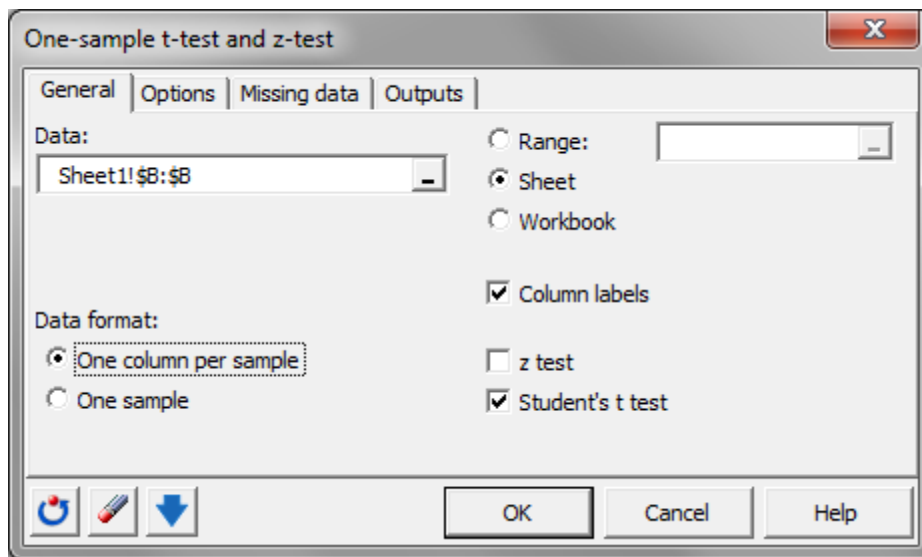 One-sample t-test and z-test
General
Options
Missing data
Outputs
Data:
Sheet1!$B:$B
Range:
Sheet
Workbook
Column labels
Data format:
One column per sample
One sample
z test
Student's t test
OK
Cancel
Help